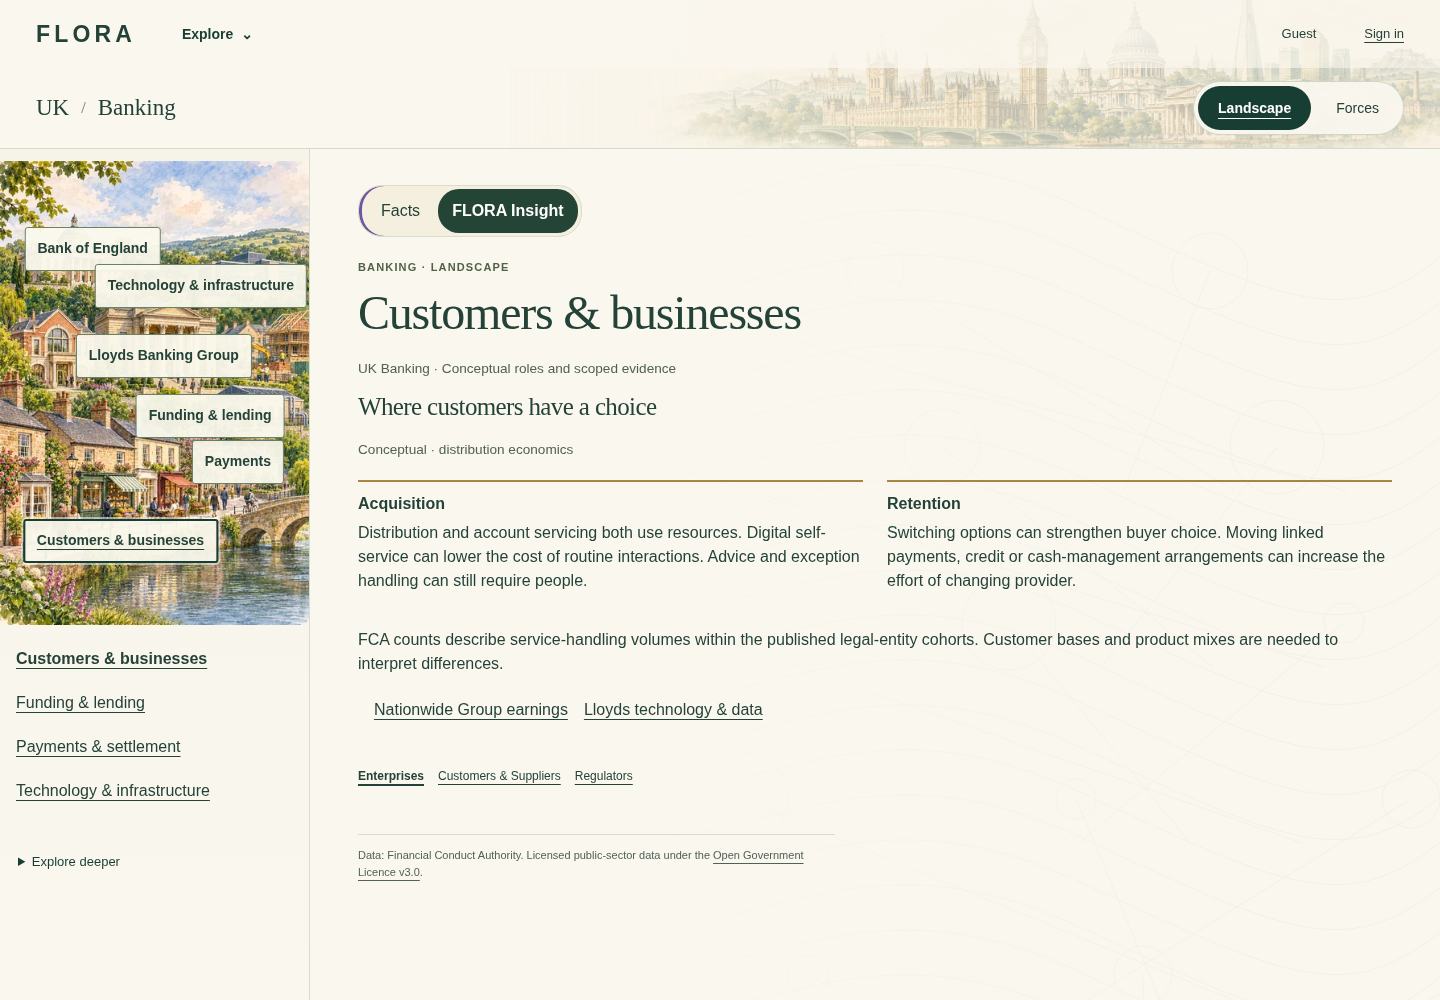 FLORA
Explore
Guest
Sign in
UK / Banking
Landscape
Forces
Bank of England
Technology & infrastructure
Lloyds Banking Group
Funding & lending
Payments
Customers & businesses
Customers & businesses
Funding & lending
Payments & settlement
Technology & infrastructure
Explore deeper
Facts
FLORA Insight
BANKING · LANDSCAPE
Customers & businesses
UK Banking · Conceptual roles and scoped evidence
Where customers have a choice
Conceptual · distribution economics
Acquisition
Distribution and account servicing both use resources. Digital self-
service can lower the cost of routine interactions. Advice and exception
handling can still require people.
Retention
Switching options can strengthen buyer choice. Moving linked
payments, credit or cash-management arrangements can increase the
effort of changing provider.
FCA counts describe service-handling volumes within the published legal-entity cohorts. Customer bases and product mixes are needed to
interpret differences.
Nationwide Group earnings
Lloyds technology & data
Enterprises
Customers & Suppliers
Regulators
Data: Financial Conduct Authority. Licensed public-sector data under the Open Government
Licence v3.0.